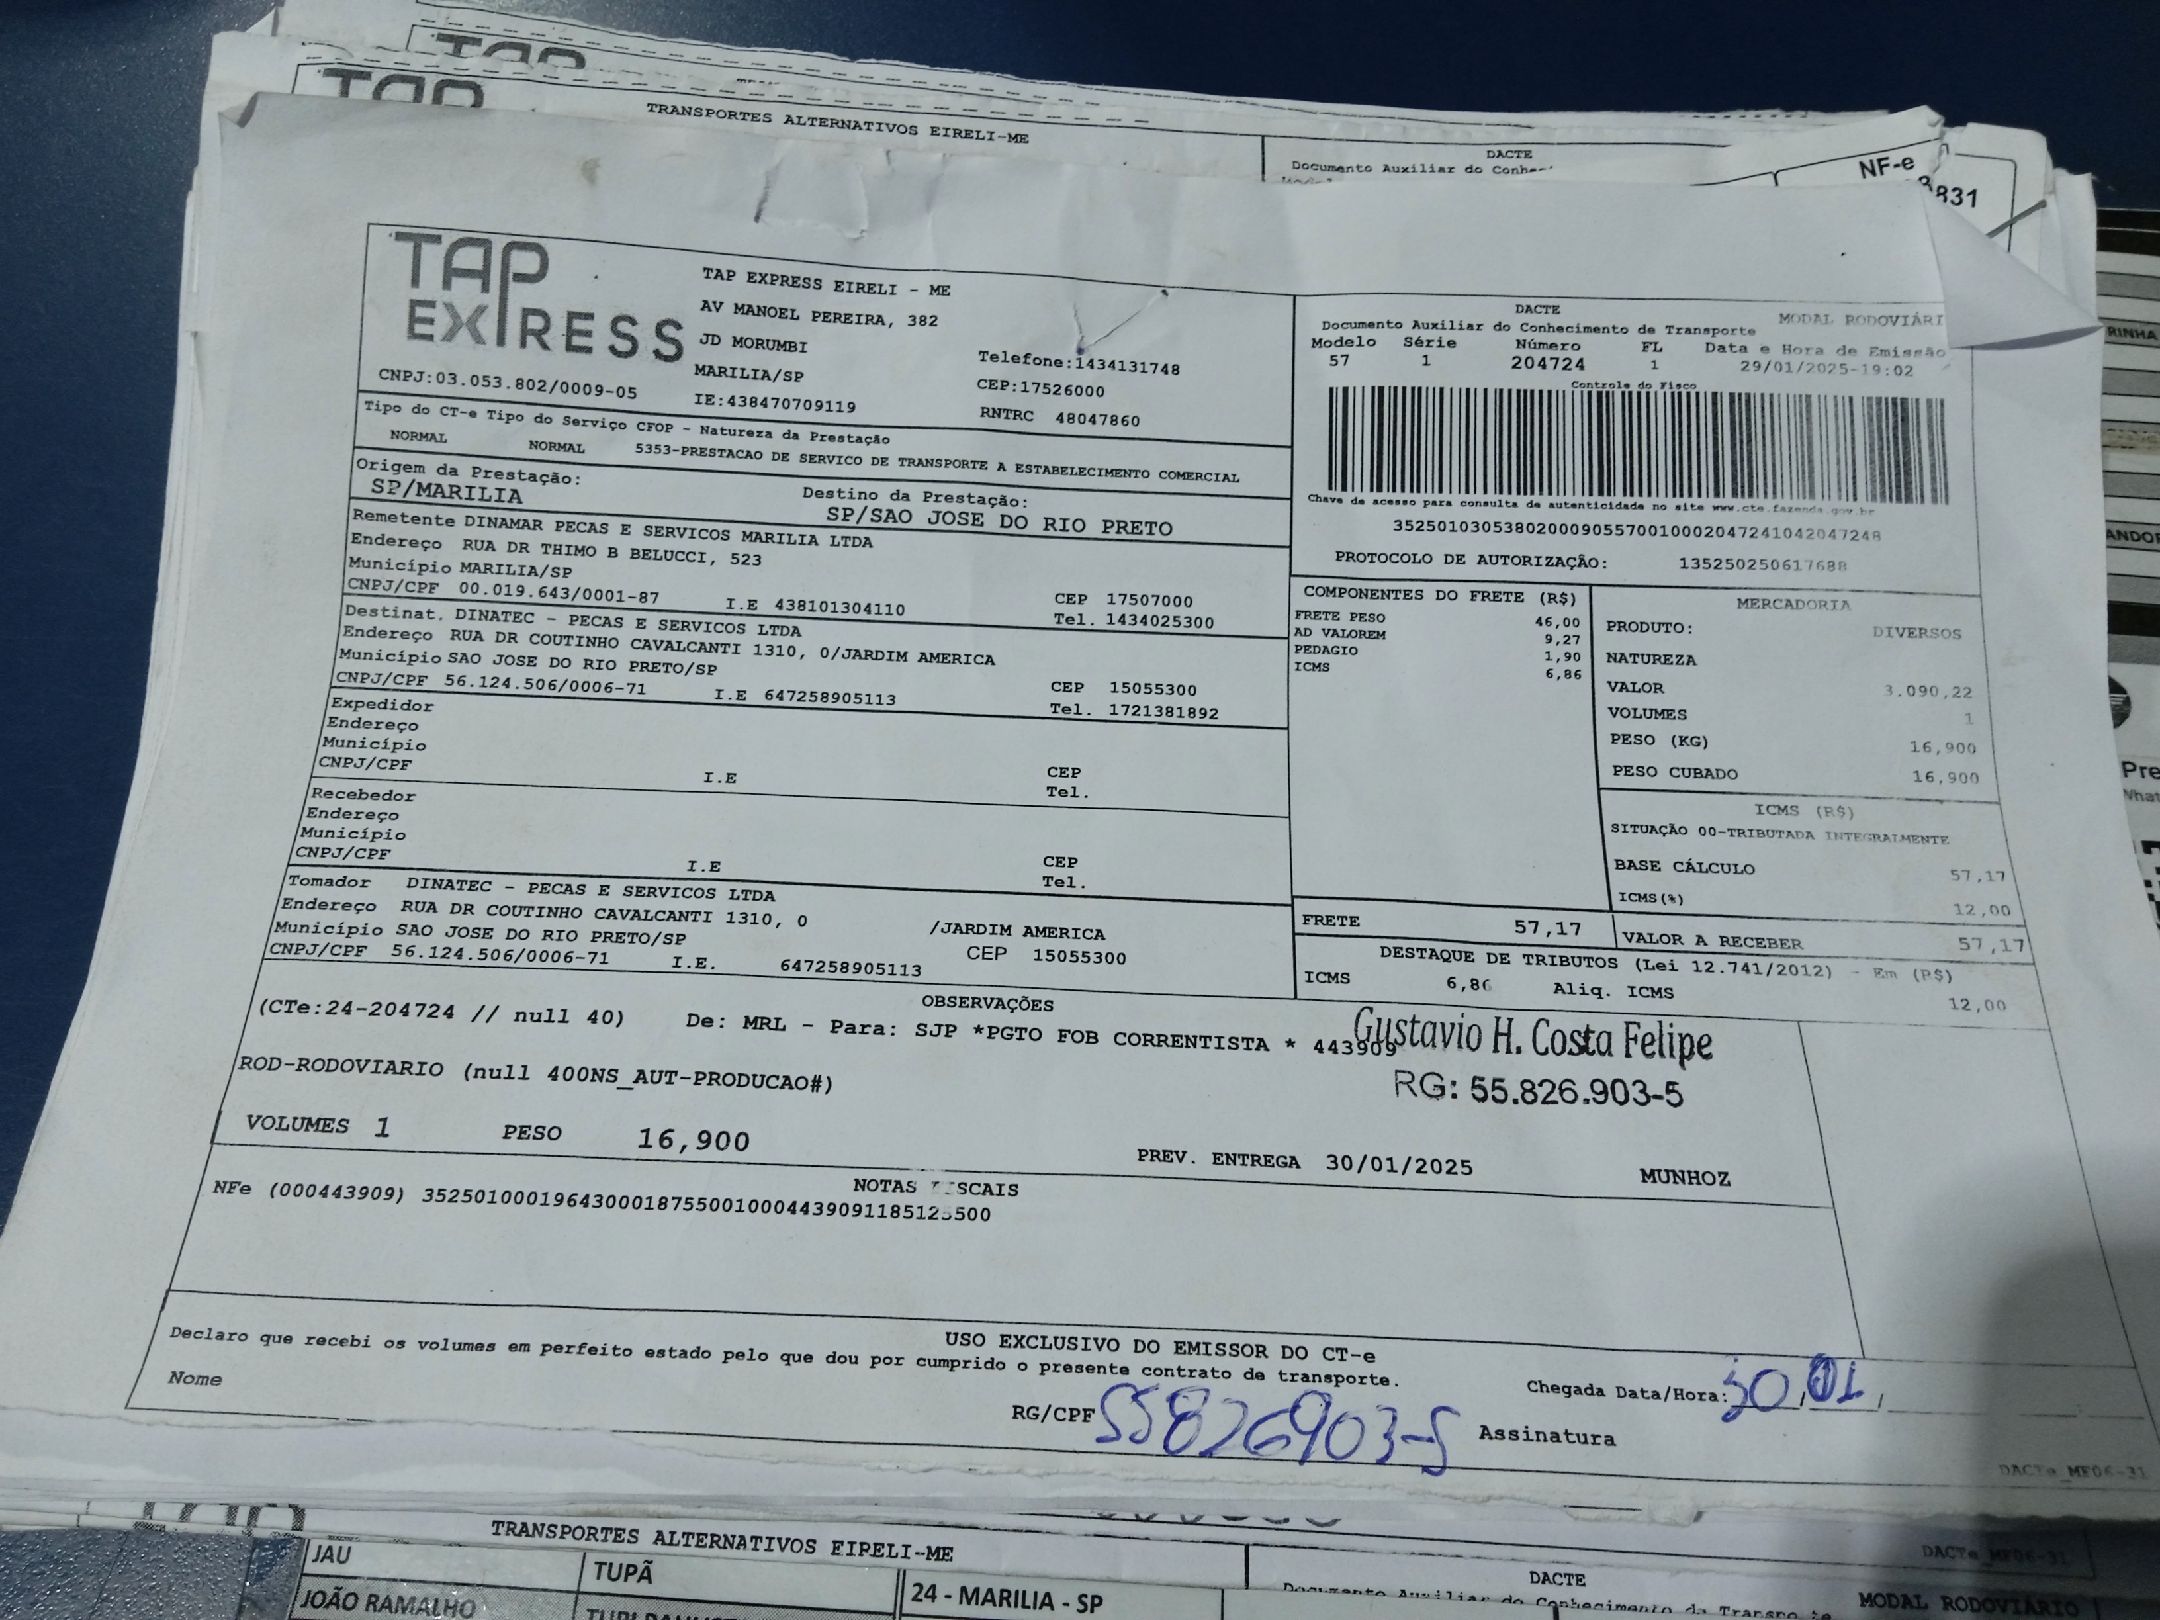 TAP
TAP
TRANSPORTES ALTERNATIVOS EIRELI-ME
DACTE
Documento Auxiliar do
NF-e
831
TAP EXPRESS
TAP EXPRESS EIRELI - ME
AV MANOEL PEREIRA, 382
JD MORUMBI
MARILIA/SP
Telefone:1434131748
CEP:17526000
CNPJ:03.053.802/0009-05
IE:438470709119
RNTRC 48047860
DACTE
MODAL RODOVIÁRI
Documento Auxiliar do Conhecimento de Transporte
Modelo Série Número FL Data e Hora de Emissão
57 1 204724 1 29/01/2025-19:02
Controle do Fisco
Chave de acesso para consulta de autenticidade no site www.cte.fazenda.gov.br
35250103053802000905570010002047241042047248
PROTOCOLO DE AUTORIZAÇÃO: 135250250617688
Tipo do CT-e Tipo do Serviço CFOP - Natureza da Prestação
NORMAL NORMAL 5353-PRESTACAO DE SERVICO DE TRANSPORTE A ESTABELECIMENTO COMERCIAL
Origem da Prestação: Destino da Prestação:
SP/MARILIA SP/SAO JOSE DO RIO PRETO
Remetente DINAMAR PECAS E SERVICOS MARILIA LTDA
Endereço RUA DR THIMO B BELUCCI, 523
Município MARILIA/SP CEP 17507000
CNPJ/CPF 00.019.643/0001-87 I.E 438101304110 Tel. 1434025300
Destinat. DINATEC - PECAS E SERVICOS LTDA
Endereço RUA DR COUTINHO CAVALCANTI 1310, 0/JARDIM AMERICA
Município SAO JOSE DO RIO PRETO/SP CEP 15055300
CNPJ/CPF 56.124.506/0006-71 I.E 647258905113 Tel. 1721381892
Expedidor
Endereço
Município CEP
CNPJ/CPF I.E Tel.
Recebedor
Endereço
Município CEP
CNPJ/CPF I.E Tel.
Tomador DINATEC - PECAS E SERVICOS LTDA
Endereço RUA DR COUTINHO CAVALCANTI 1310, 0 /JARDIM AMERICA
Município SAO JOSE DO RIO PRETO/SP CEP 15055300
CNPJ/CPF 56.124.506/0006-71 I.E. 647258905113
COMPONENTES DO FRETE (R$)
FRETE PESO 46,00
AD VALOREM 9,27
PEDAGIO 1,90
ICMS 6,86
MERCADORIA
PRODUTO: DIVERSOS
NATUREZA
VALOR 3.090,22
VOLUMES 1
PESO (KG) 16,900
PESO CUBADO 16,900
ICMS (R$)
SITUAÇÃO 00-TRIBUTADA INTEGRALMENTE
BASE CÁLCULO 57,17
ICMS(%) 12,00
FRETE 57,17 VALOR A RECEBER 57,17
DESTAQUE DE TRIBUTOS (Lei 12.741/2012) - Em (R$)
ICMS 6,86 Aliq. ICMS 12,00
OBSERVAÇÕES
(CTe:24-204724 // null 40) De: MRL - Para: SJP *PGTO FOB CORRENTISTA * 443909
Gustavio H. Costa Felipe
RG: 55.826.903-5
ROD-RODOVIARIO (null 400NS_AUT-PRODUCAO#)
VOLUMES 1 PESO 16,900 PREV. ENTREGA 30/01/2025 MUNHOZ
NOTAS FISCAIS
NFe (000443909)
USO EXCLUSIVO DO EMISSOR DO CT-e
Declaro que recebi os volumes em perfeito estado pelo que dou por cumprido o presente contrato de transporte.
Nome RG/CPF 55826903-5 Assinatura Chegada Data/Hora: 30/01/
DACTe_MF06-31
TRANSPORTES ALTERNATIVOS EIRELI-ME
DACTe_MF06-31
DACTE
MODAL RODOVIÁRIO
JAU
TUPÃ
24 - MARILIA - SP
JOÃO RAMALHO
RINHA
Pre